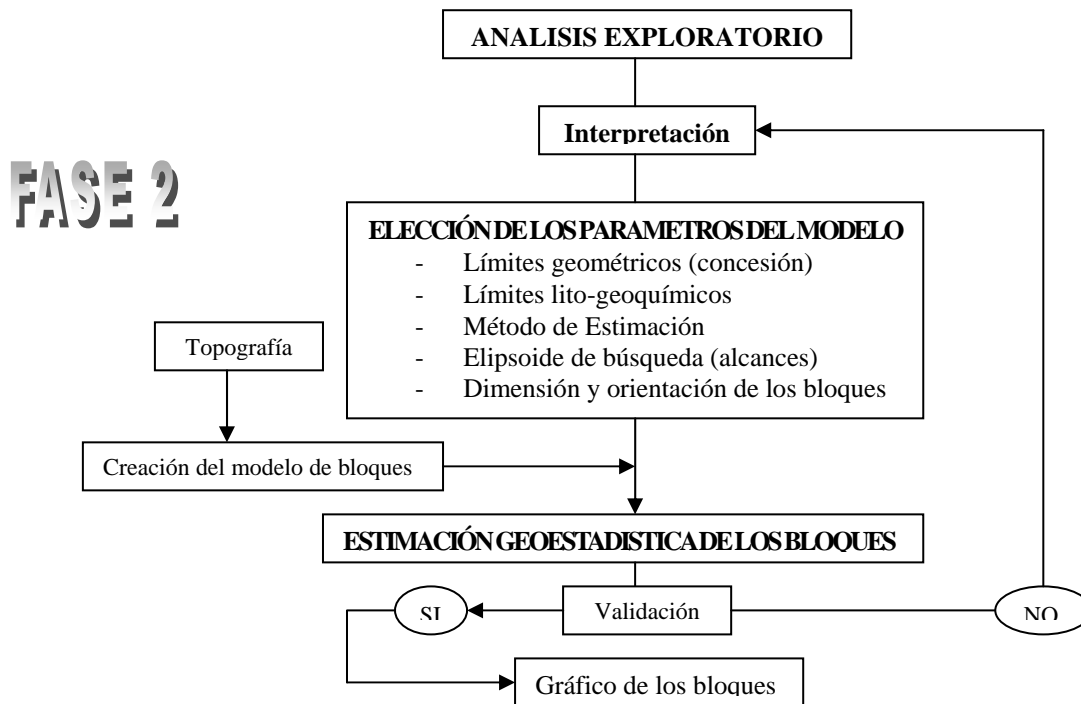 ANALISIS EXPLORATORIO
Interpretación
FASE 2
ELECCIÓN DE LOS PARAMETROS DEL MODELO
- Límites geométricos (concesión)
- Límites lito-geoquímicos
- Método de Estimación
- Elipsoide de búsqueda (alcances)
- Dimensión y orientación de los bloques
Topografía
Creación del modelo de bloques
ESTIMACIÓN GEOESTADISTICA DE LOS BLOQUES
SI
Validación
NO
Gráfico de los bloques